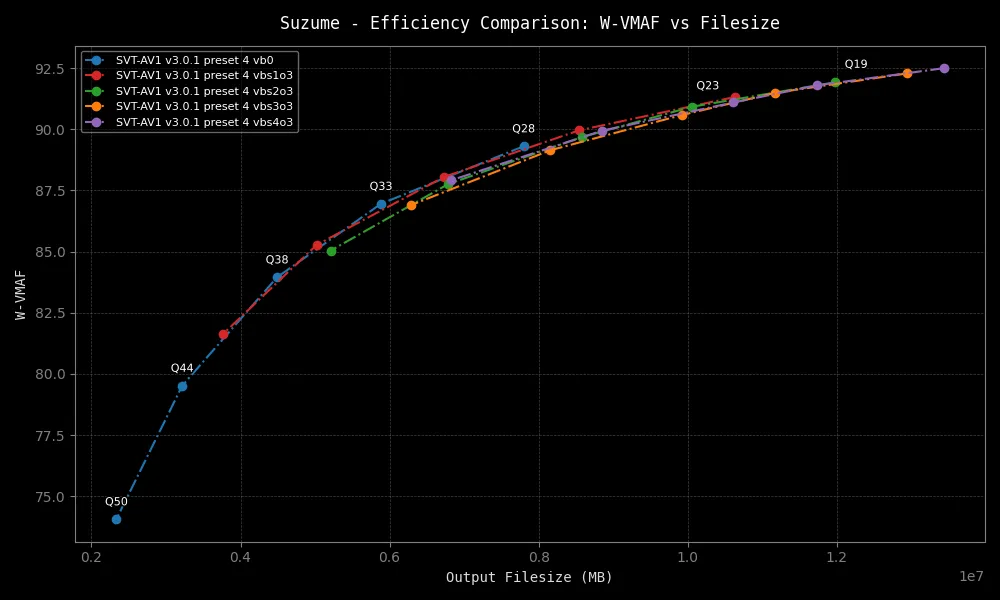 Suzume - Efficiency Comparison: W-VMAF vs Filesize
SVT-AV1 v3.0.1 preset 4 vb0
SVT-AV1 v3.0.1 preset 4 vbs1o3
SVT-AV1 v3.0.1 preset 4 vbs2o3
SVT-AV1 v3.0.1 preset 4 vbs3o3
SVT-AV1 v3.0.1 preset 4 vbs4o3
Q19
Q23
Q28
Q33
Q38
Q44
Q50
W-VMAF
92.5
90.0
87.5
85.0
82.5
80.0
77.5
75.0
0.2 0.4 0.6 0.8 1.0 1.2
1e7
Output Filesize (MB)